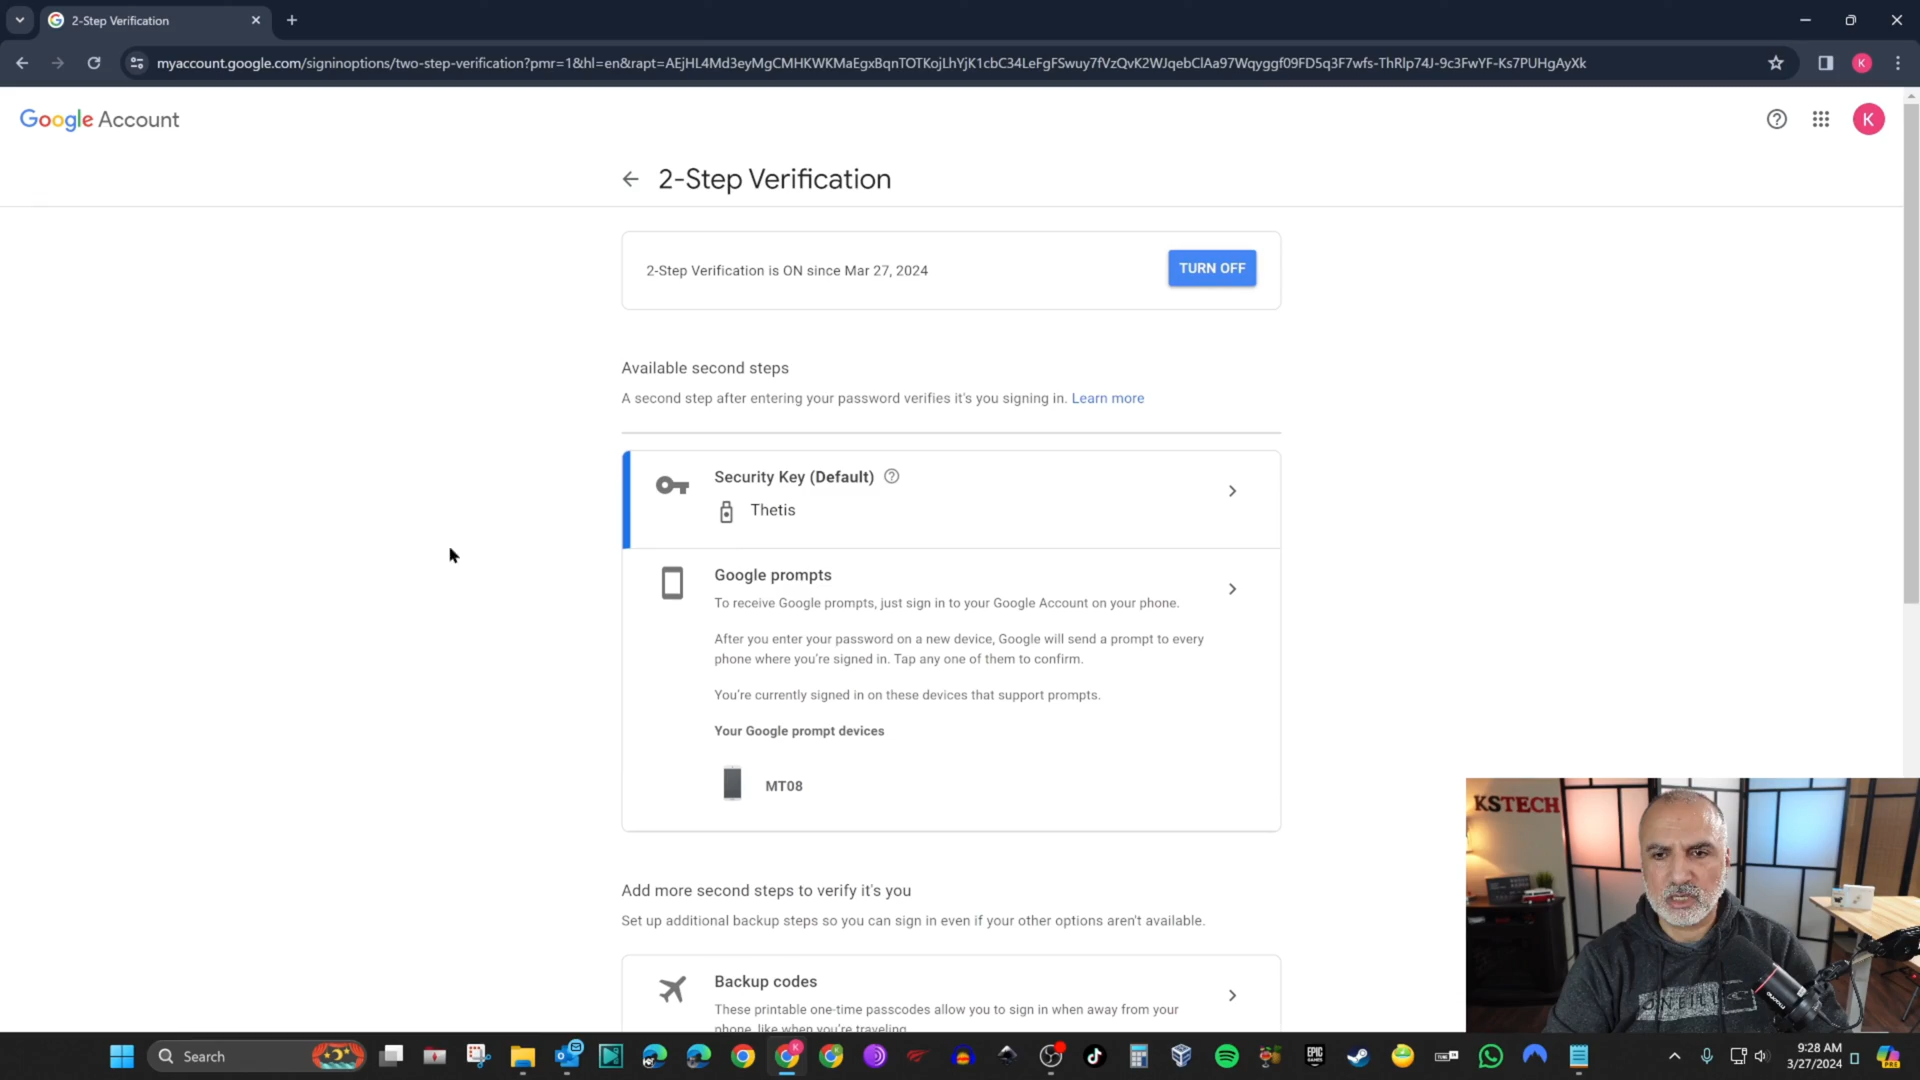 2-Step Verification
myaccount.google.com/signinoptions/two-step-verification?pmr=1&hl=en&rapt=AEjHL4Md3eyMgCMHKWKMaEgxBqnTOTKojLhYjK1cbC34LeFgFSwuy7fVzQvK2WJqebClAa97Wqyggf09FD5q3F7wfs-ThRlp74J-9c3FwYF-Ks7PUHgAyXk
K
Google Account
K
2-Step Verification
2-Step Verification is ON since Mar 27, 2024
TURN OFF
Available second steps
A second step after entering your password verifies it's you signing in. Learn more
Security Key (Default)
Thetis
Google prompts
To receive Google prompts, just sign in to your Google Account on your phone.
After you enter your password on a new device, Google will send a prompt to every
phone where you're signed in. Tap any one of them to confirm.
You're currently signed in on these devices that support prompts.
Your Google prompt devices
MT08
KSTECH
Add more second steps to verify it's you
Set up additional backup steps so you can sign in even if your other options aren't available.
Backup codes
These printable one-time passcodes allow you to sign in when away from your
phone, like when you're traveling.
Search
EPIC
GAMES
9:28 AM
3/27/2024